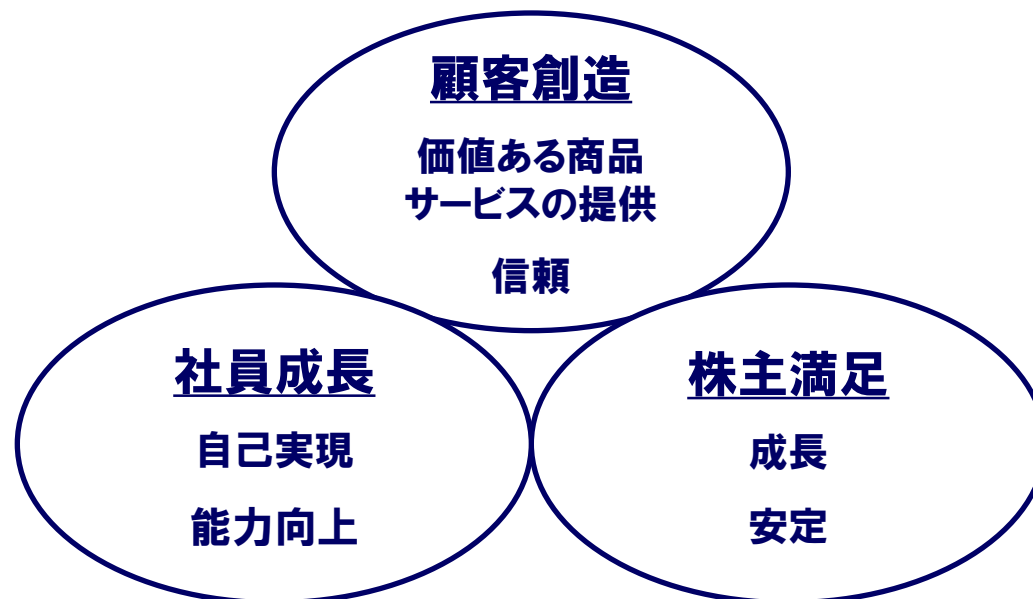 顧客創造
価値ある商品
サービスの提供
信頼
社員成長
自己実現
能力向上
株主満足
成長
安定